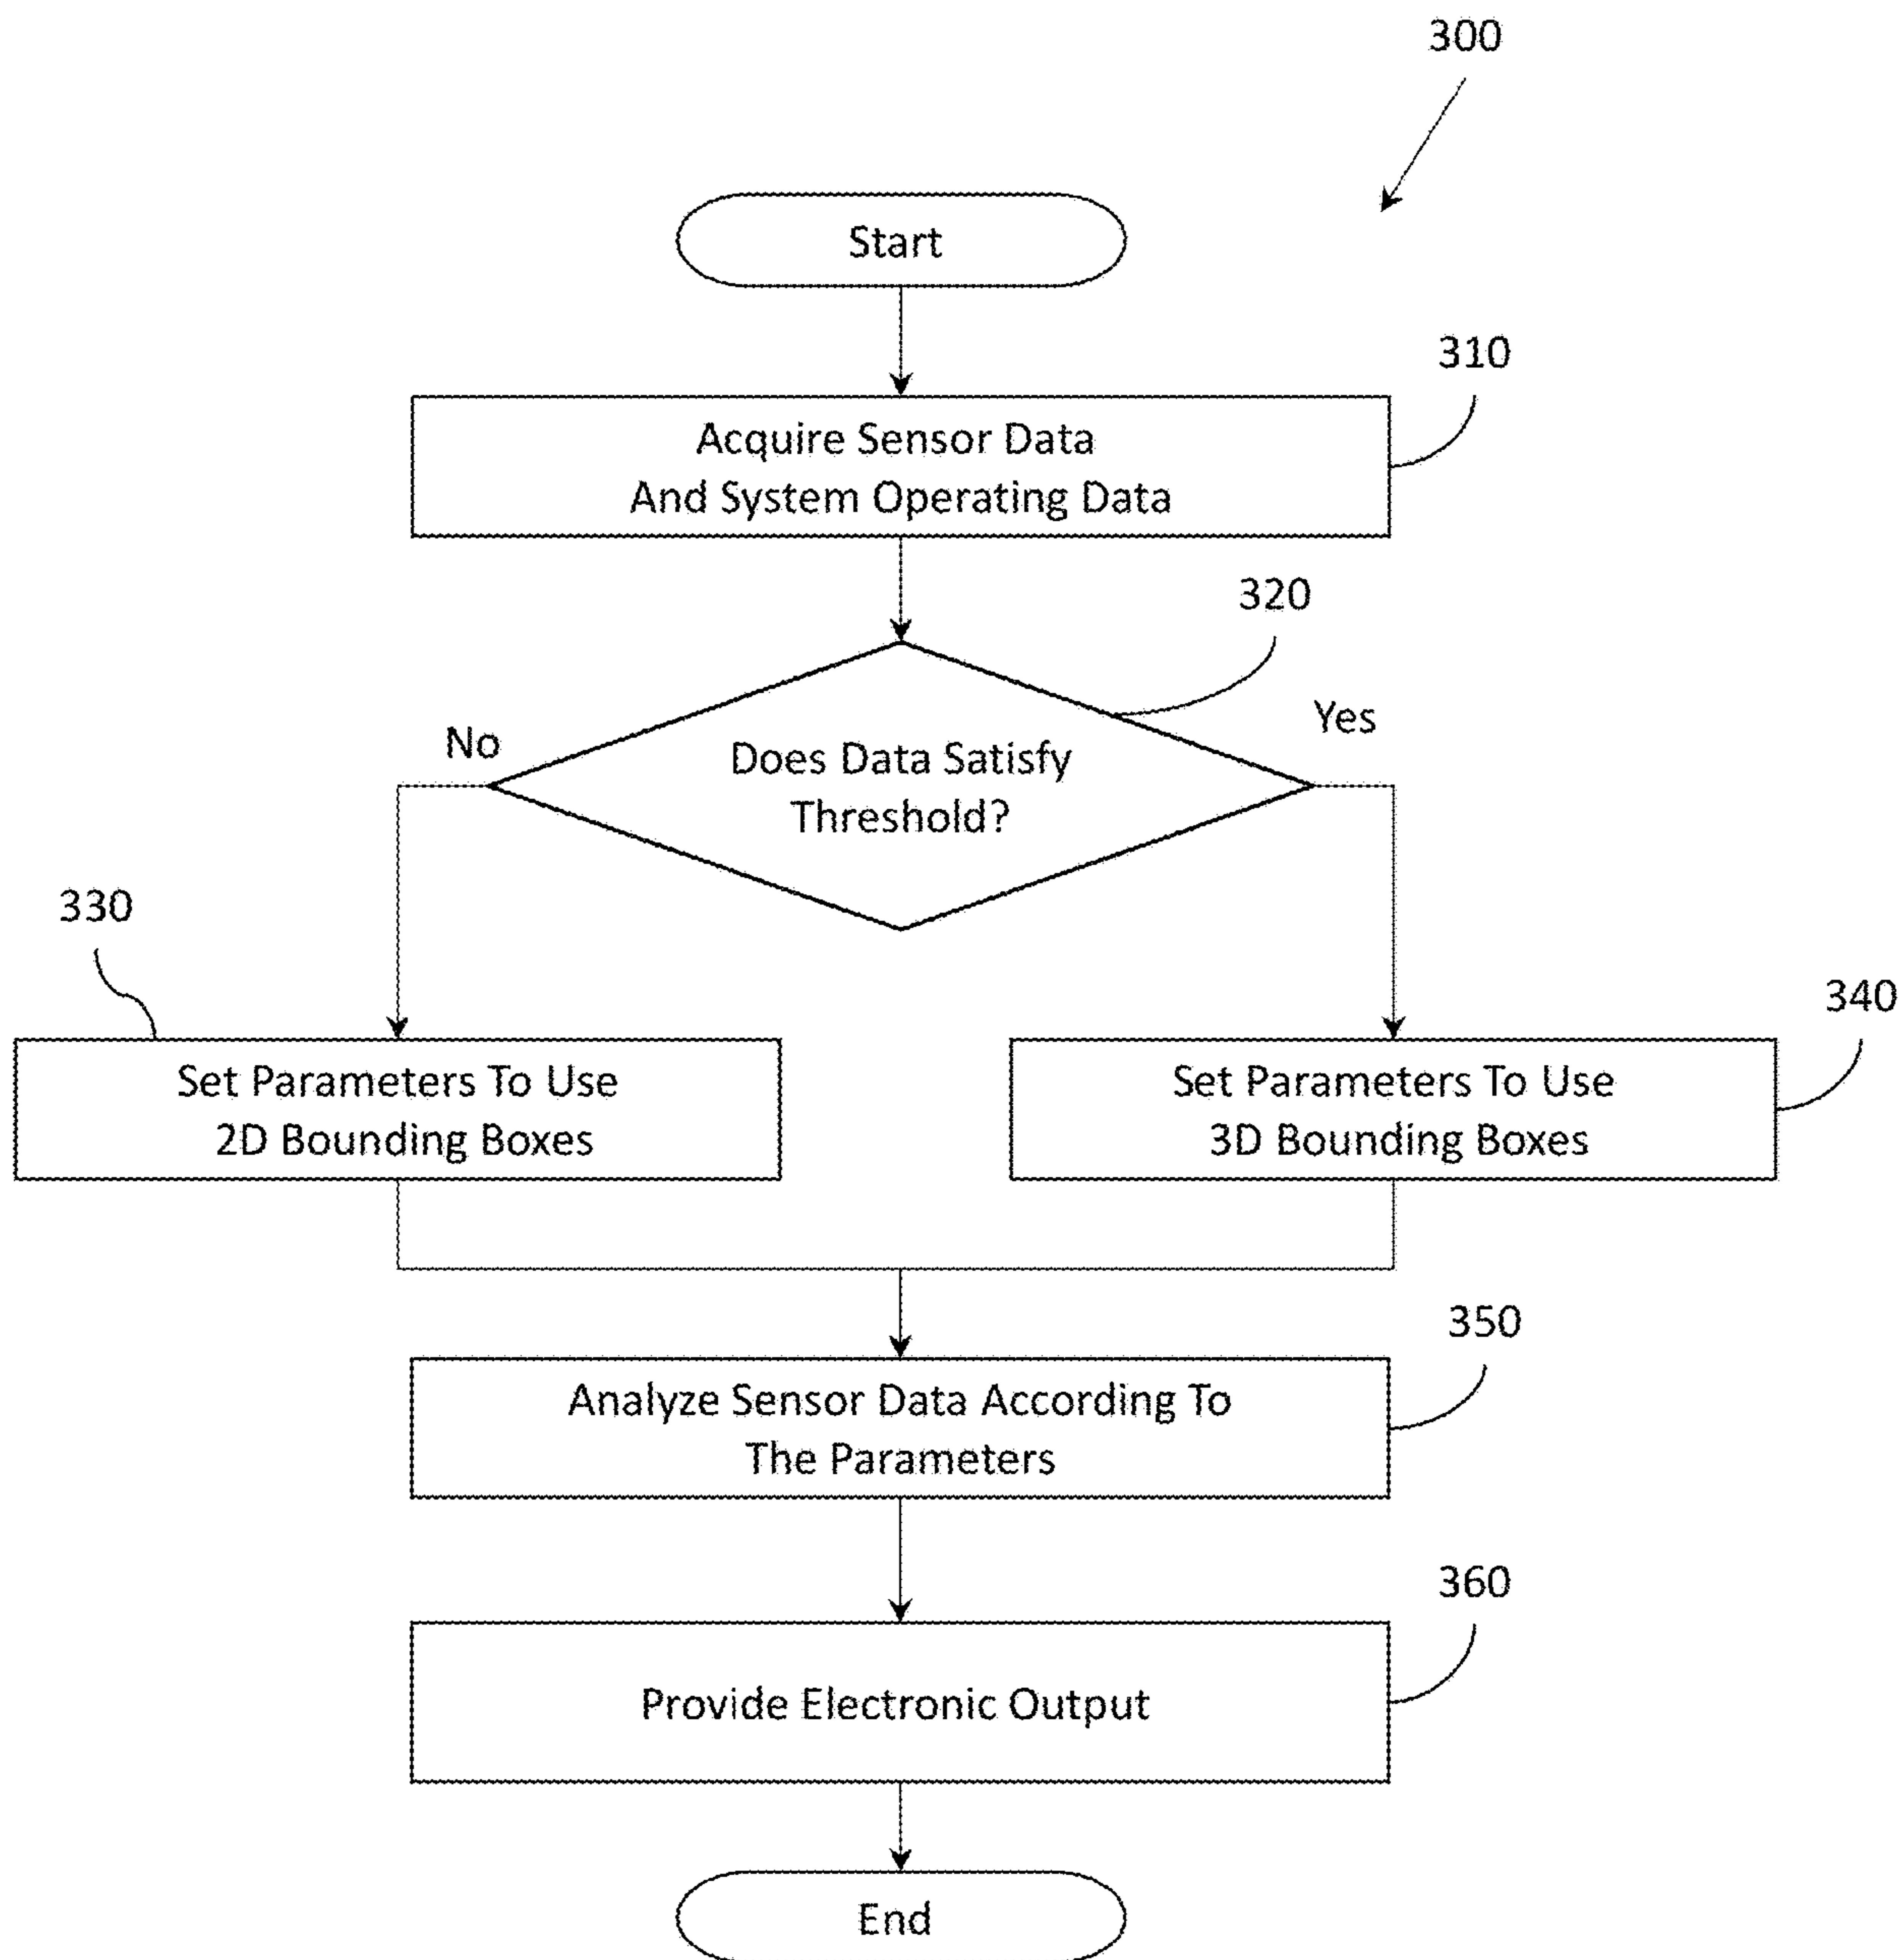 300
Start
310
Acquire Sensor Data
And System Operating Data
320
No
Yes
Does Data Satisfy
Threshold?
330
340
Set Parameters To Use
2D Bounding Boxes
Set Parameters To Use
3D Bounding Boxes
350
Analyze Sensor Data According To
The Parameters
360
Provide Electronic Output
End